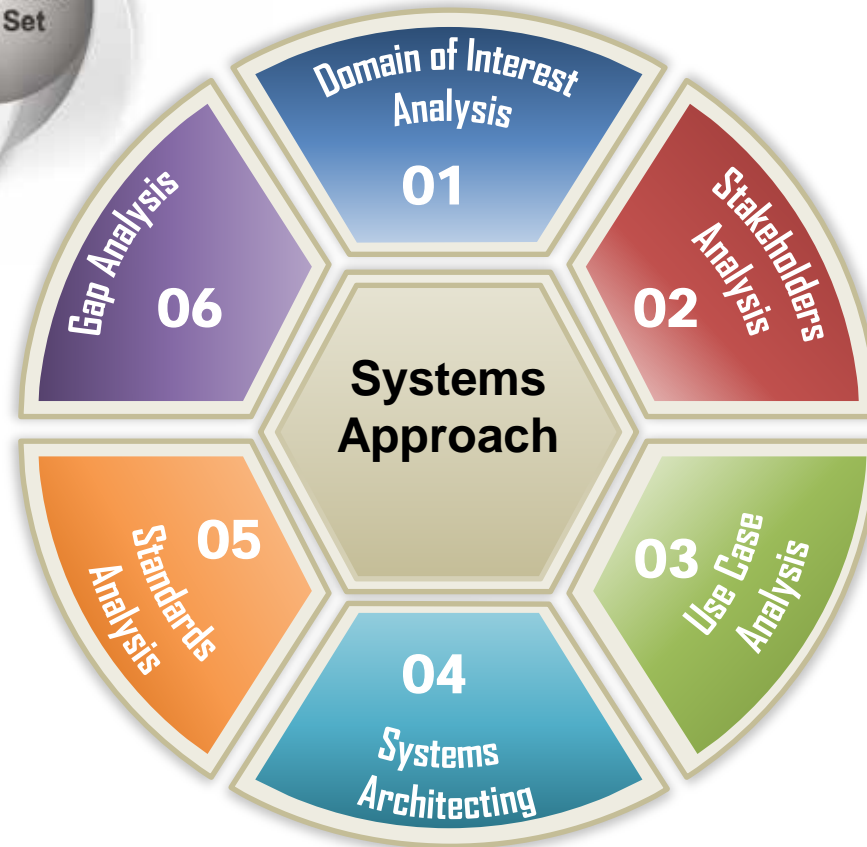 Set
Domain of Interest
Analysis
01
Stakeholders
Analysis
02
Use Case
Analysis
03
04
Systems
Architecting
05
Standards
Analysis
Gap Analysis
06
Systems
Approach